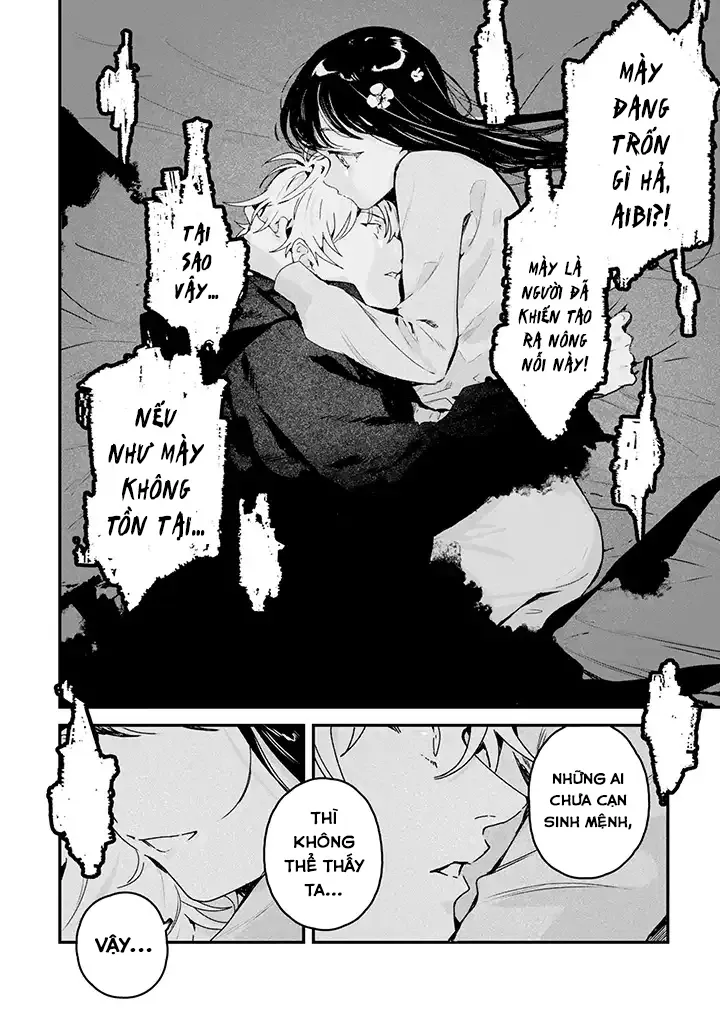 MÀY
ĐANG
TRỐN
GÌ HẢ,
AIBI?!
MÀY LÀ
NGƯỜI ĐÃ
KHIẾN TẠO
RA NÔNG
NỖI NÀY!
TẠI
SAO
VẬY...
NẾU
NHƯ MÀY
KHÔNG
TỒN TẠI...
NHỮNG AI
CHƯA CẠN
SINH MỆNH,
THÌ
KHÔNG
THỂ THẤY
TA...
VẬY...